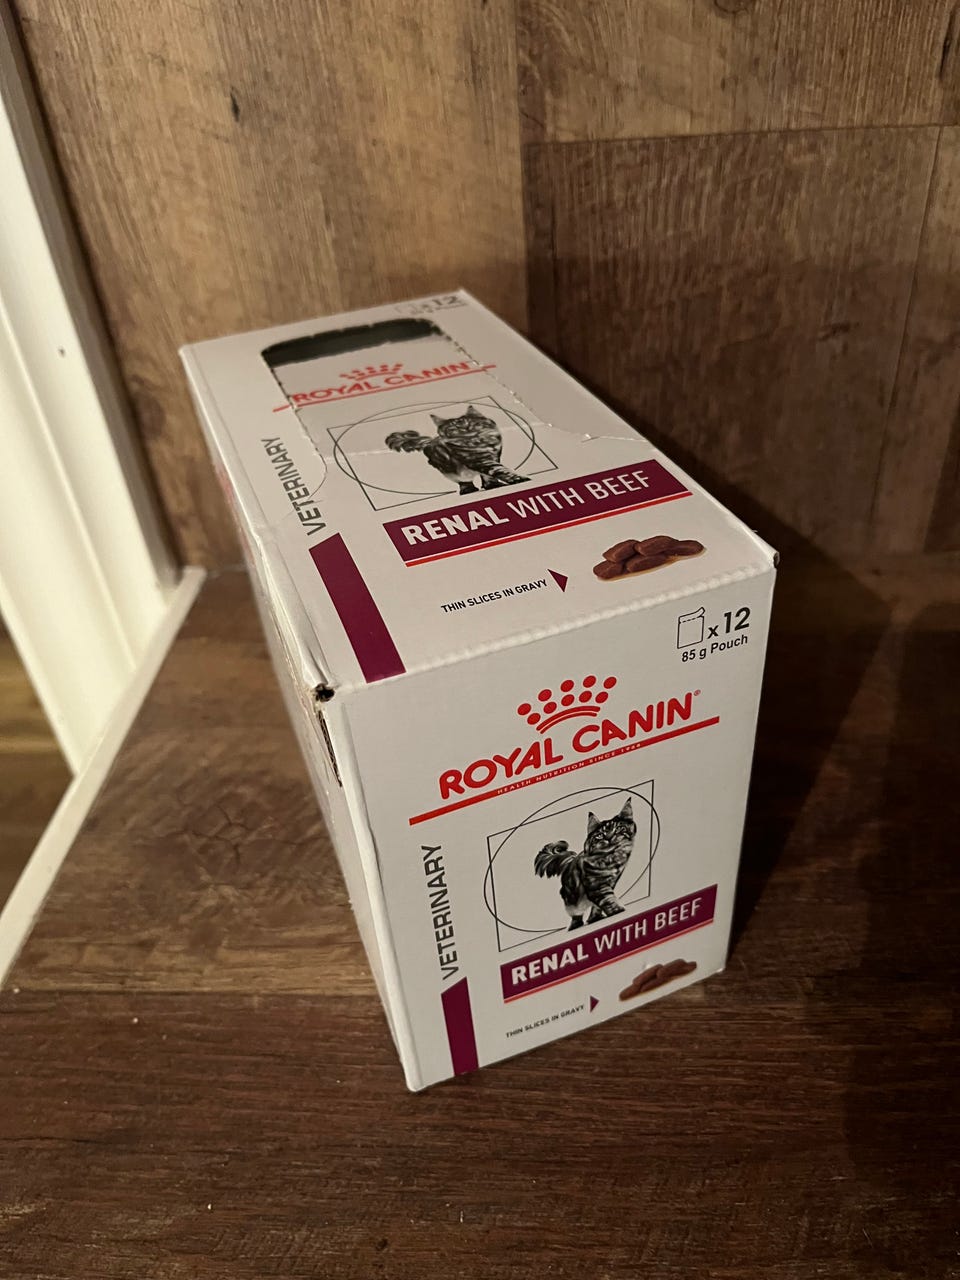 x12
ROYAL CANIN
VETERINARY
RENAL WITH BEEF
THIN SLICES IN GRAVY
x 12
85 g Pouch
ROYAL CANIN®
HEALTH NUTRITION SINCE 1968
VETERINARY
RENAL WITH BEEF
THIN SLICES IN GRAVY